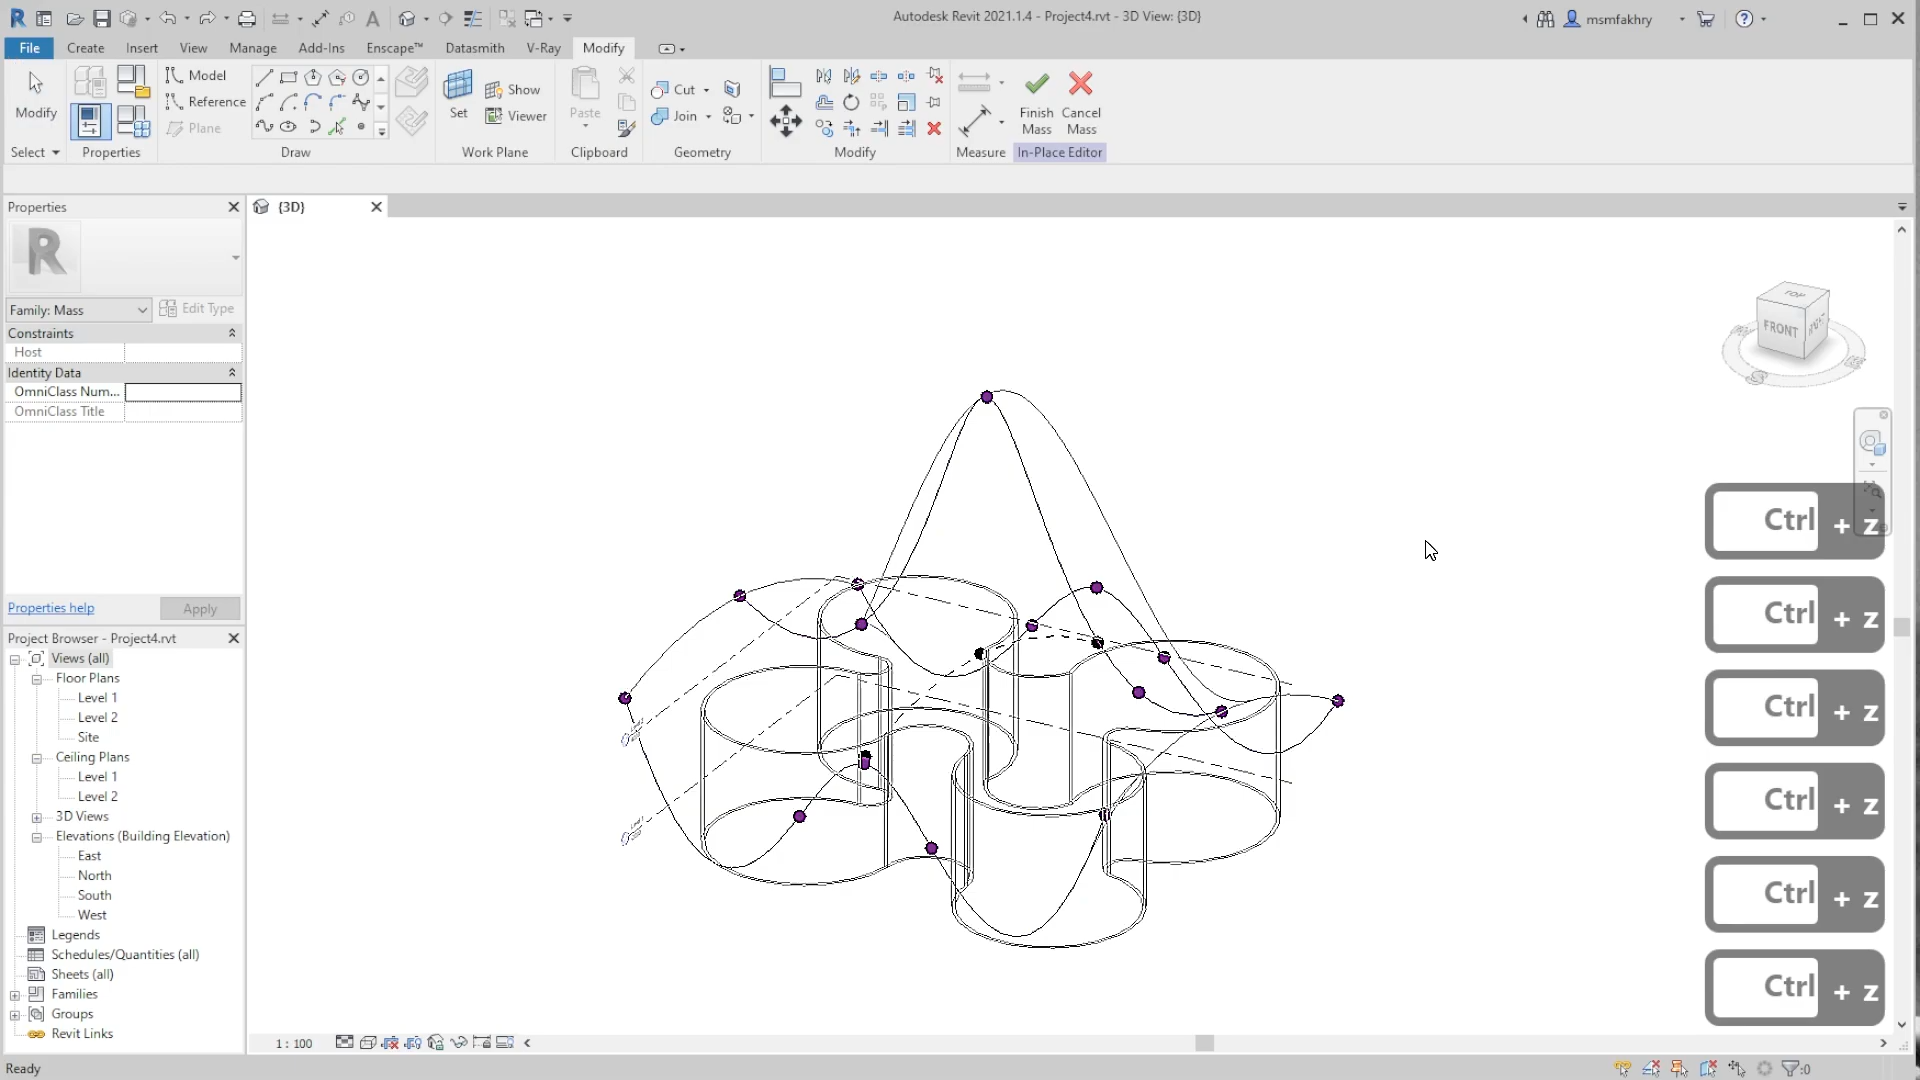 Autodesk Revit 2021.1.4 - Project4.rvt - 3D View: {3D}
msmfakhry
File Create Insert View Manage Add-Ins Enscape™ Datasmith V-Ray Modify
Modify
Select
Properties
Model
Reference
Plane
Draw
Set
Show
Viewer
Work Plane
Paste
Clipboard
Cut
Join
Geometry
Modify
Measure
Finish Mass
Cancel Mass
In-Place Editor
Properties
{3D}
Family: Mass
Edit Type
Constraints
Host
Identity Data
OmniClass Num...
OmniClass Title
Properties help
Apply
Project Browser - Project4.rvt
Views (all)
Floor Plans
Level 1
Level 2
Site
Ceiling Plans
Level 1
Level 2
3D Views
Elevations (Building Elevation)
East
North
South
West
Legends
Schedules/Quantities (all)
Sheets (all)
Families
Groups
Revit Links
TOP
FRONT
Ctrl + z
Ctrl + z
Ctrl + z
Ctrl + z
Ctrl + z
Ctrl + z
1 : 100
Ready
:0